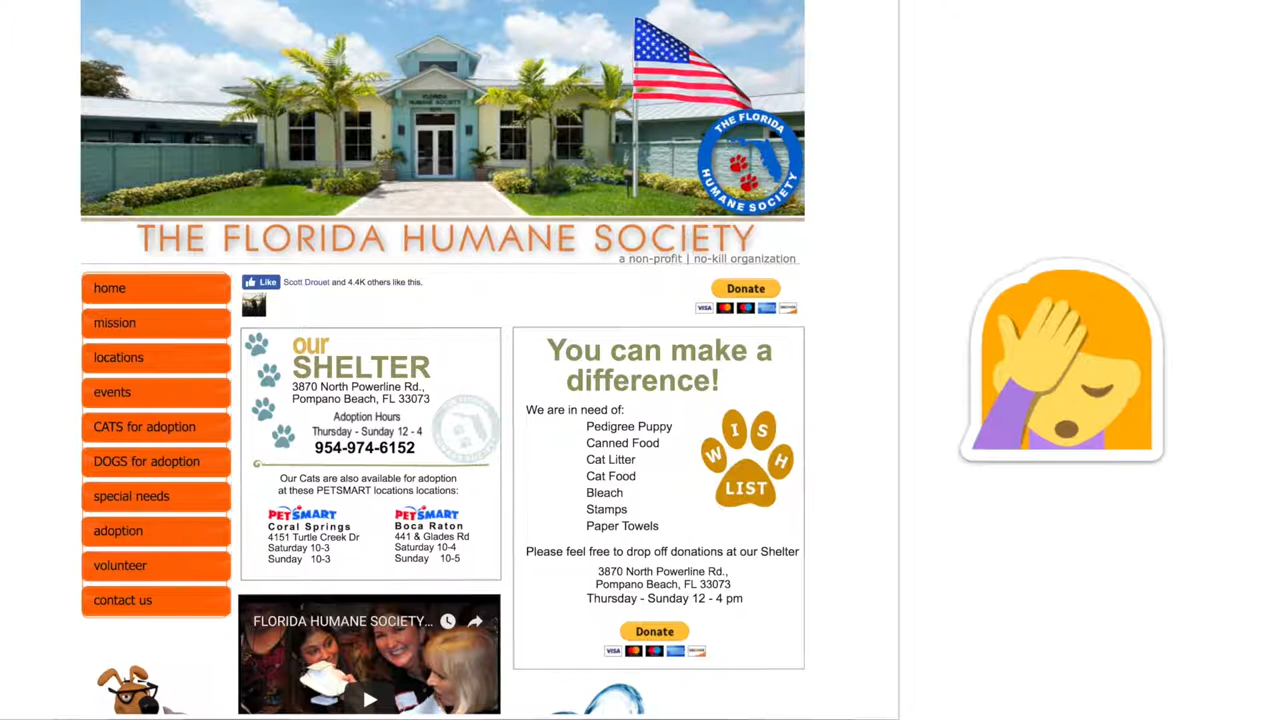 FLORIDA
HUMANE SOCIETY
THE FLORIDA
HUMANE SOCIETY
THE FLORIDA HUMANE SOCIETY
a non-profit | no-kill organization
home
mission
locations
events
CATS for adoption
DOGS for adoption
special needs
adoption
volunteer
contact us
Like
Scott Drouet and 4.4K others like this.
Donate
VISA
our
SHELTER
3870 North Powerline Rd.,
Pompano Beach, FL 33073
Adoption Hours
Thursday - Sunday 12 - 4
954-974-6152
Our Cats are also available for adoption
at these PETSMART locations locations:
PETSMART
Coral Springs
4151 Turtle Creek Dr
Saturday 10-3
Sunday 10-3
PETSMART
Boca Raton
441 & Glades Rd
Saturday 10-4
Sunday 10-5
FLORIDA HUMANE SOCIETY...
You can make a
difference!
We are in need of:
Pedigree Puppy
Canned Food
Cat Litter
Cat Food
Bleach
Stamps
Paper Towels
WISH
LIST
Please feel free to drop off donations at our Shelter
3870 North Powerline Rd.,
Pompano Beach, FL 33073
Thursday - Sunday 12 - 4 pm
Donate
VISA